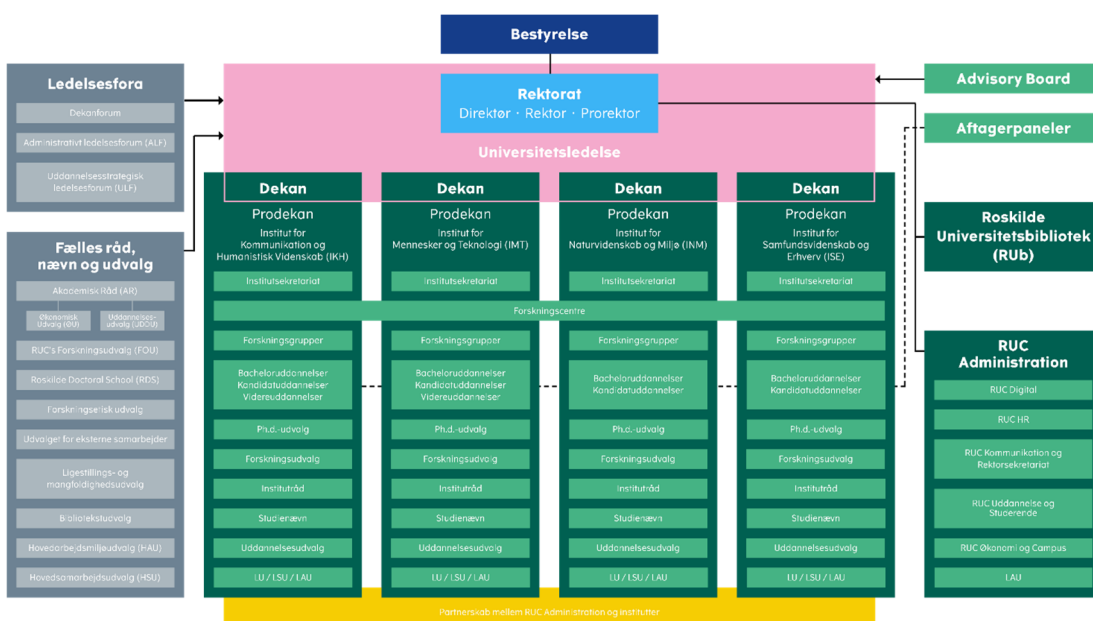 Bestyrelse
Rektorat
Direktør · Rektor · Prorektor
Universitetsledelse
Ledelsesfora
Dekanforum
Administrativt ledelsesforum (ALF)
Uddannelsesstrategisk
ledelsesforum (ULF)
Fælles råd,
nævn og udvalg
Akademisk Råd (AR)
Økonomisk
Udvalg (ØU)
Uddannelses-
udvalg (UDDU)
RUC's Forskningsudvalg (FOU)
Roskilde Doctoral School (RDS)
Forskningsetisk udvalg
Udvalget for eksterne samarbejder
Ligestillings- og
mangfoldighedsudvalg
Biblioteksudvalg
Hovedarbejdsmiljøudvalg (HAU)
Hovedsamarbejdsudvalg (HSU)
Dekan
Prodekan
Institut for
Kommunikation og
Humanistisk Videnskab (IKH)
Institutsekretariat
Forskningsgrupper
Bacheloruddannelser
Kandidatuddannelser
Videreuddannelser
Ph.d.-udvalg
Forskningsudvalg
Institutråd
Studienævn
Uddannelsesudvalg
LU / LSU / LAU
Dekan
Prodekan
Institut for
Mennesker og Teknologi (IMT)
Institutsekretariat
Forskningscentre
Forskningsgrupper
Bacheloruddannelser
Kandidatuddannelser
Videreuddannelser
Ph.d.-udvalg
Forskningsudvalg
Institutråd
Studienævn
Uddannelsesudvalg
LU / LSU / LAU
Dekan
Prodekan
Institut for
Naturvidenskab og Miljø (INM)
Institutsekretariat
Forskningsgrupper
Bacheloruddannelser
Kandidatuddannelser
Ph.d.-udvalg
Forskningsudvalg
Institutråd
Studienævn
Uddannelsesudvalg
LU / LSU / LAU
Dekan
Prodekan
Institut for
Samfundsvidenskab og
Erhverv (ISE)
Institutsekretariat
Forskningsgrupper
Bacheloruddannelser
Kandidatuddannelser
Ph.d.-udvalg
Forskningsudvalg
Institutråd
Studienævn
Uddannelsesudvalg
LU / LSU / LAU
Partnerskab mellem RUC Administration og institutter
Advisory Board
Aftagerpaneler
Roskilde
Universitetsbibliotek
(RUb)
RUC
Administration
RUC Digital
RUC HR
RUC Kommunikation og
Rektorsekretariat
RUC Uddannelse og
Studerende
RUC Økonomi og Campus
LAU